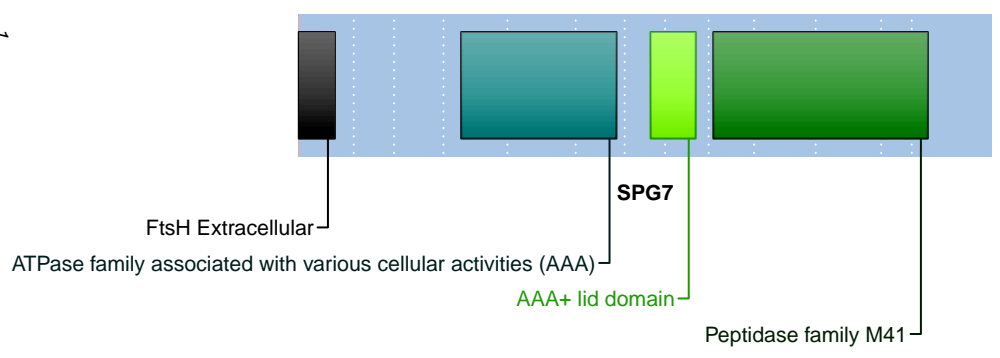 SPG7
FtsH Extracellular
ATPase family associated with various cellular activities (AAA)
AAA+ lid domain
Peptidase family M41